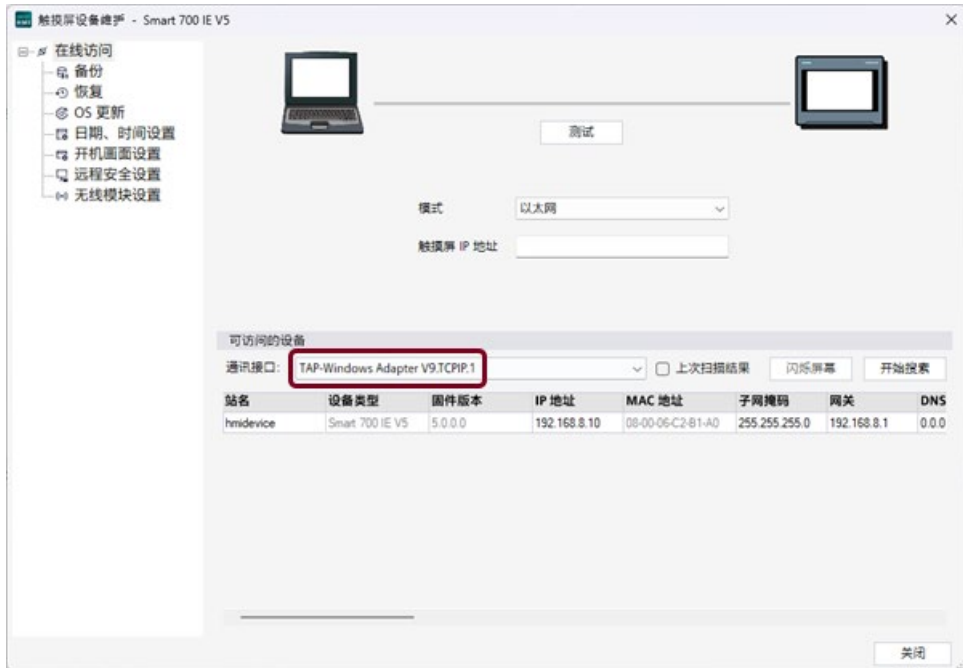 触摸屏设备维护 - Smart 700 IE V5
在线访问
备份
恢复
OS 更新
日期、时间设置
开机画面设置
远程安全设置
无线模块设置
测试
模式 以太网
触摸屏 IP 地址
可访问的设备
通讯接口: TAP-Windows Adapter V9.TCPIP.1 上次扫描结果 闪烁屏幕 开始搜索
站名 设备类型 固件版本 IP 地址 MAC 地址 子网掩码 网关 DNS
hmidevice Smart 700 IE V5 5.0.0.0 192.168.8.10 08-00-06-C2-B1-A0 255.255.255.0 192.168.8.1 0.0.0
关闭